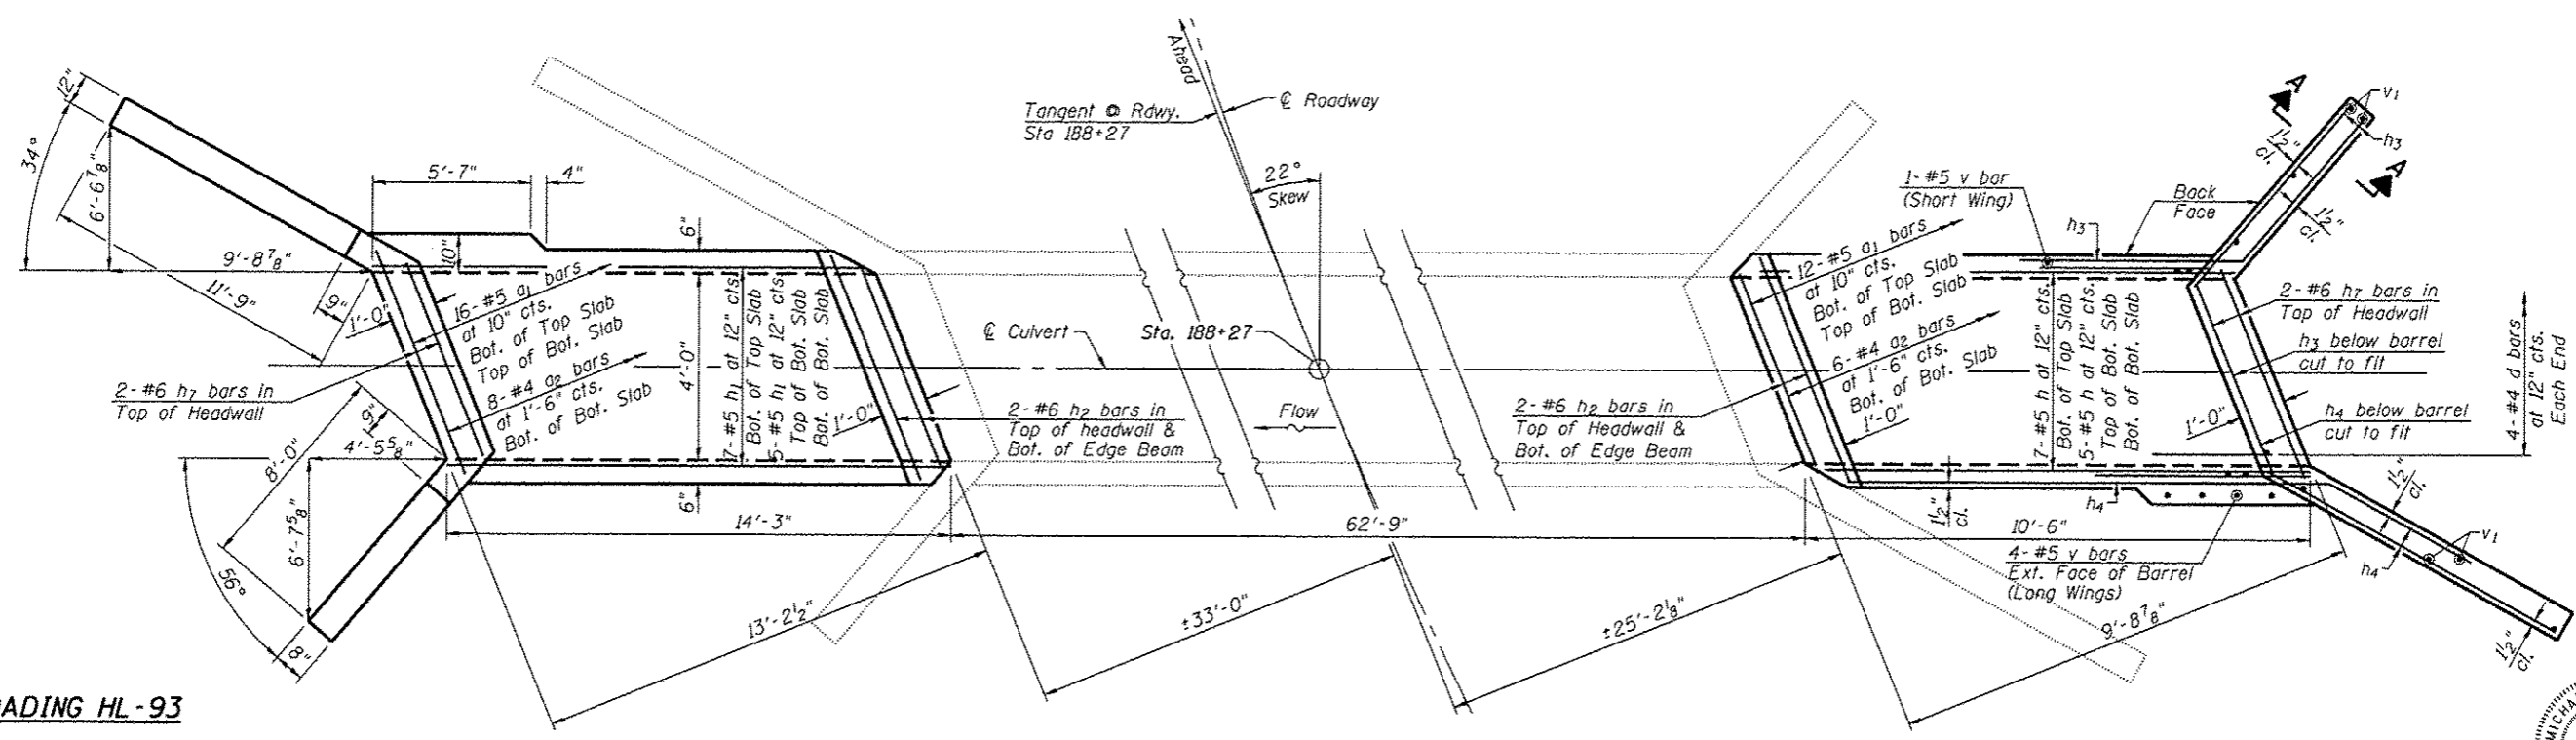 12"
34°
6'-6 7/8"
9'-8 7/8"
11'-9"
9"
1'-0"
5'-7"
4"
10"
6"
16-#5 a1 bars
at 10" cts.
Bot. of Top Slab
Top of Bot. Slab
8-#4 a2 bars
at 1'-6" cts.
Bot. of Bot. Slab
2-#6 h7 bars in
Top of Headwall
9"
8'-0"
4'-5 5/8"
6'-7 5/8"
56°
8"
4'-0"
7-#5 h1 at 12" cts.
Bot. of Top Slab
5-#5 h1 at 12" cts.
Top of Bot. Slab
Bot. of Bot. Slab
1'-0"
6"
14'-3"
13'-2 1/2"
2-#6 h2 bars in
Top of headwall &
Bot. of Edge Beam
Ahead
Tangent @ Rdwy.
Sta 188+27
℄ Roadway
22°
Skew
℄ Culvert
Sta. 188+27
Flow
62'-9"
±33'-0"
±25'-2 1/8"
2-#6 h2 bars in
Top of Headwall &
Bot. of Edge Beam
12-#5 a1 bars
at 10" cts.
Bot. of Top Slab
Top of Bot. Slab
6-#4 a2 bars
at 1'-6" cts.
Bot. of Bot. Slab
1'-0"
1-#5 v bar
(Short Wing)
Back
Face
h3
7-#5 h at 12" cts.
Bot. of Top Slab
5-#5 h at 12" cts.
Top of Bot. Slab
Bot. of Bot. Slab
A
A
v1
h3
1 1/2"
cl.
1 1/2"
cl.
2-#6 h7 bars in
Top of Headwall
h3 below barrel
cut to fit
h4 below barrel
cut to fit
1'-0"
4-#4 d bars
at 12" cts.
Each End
1 1/2"
cl.
h4
10'-6"
4-#5 v bars
Ext. Face of Barrel
(Long Wings)
9'-8 7/8"
1 1/2"
cl.
v1
h4
1 1/2"
cl.
ADING HL-93
MICHA